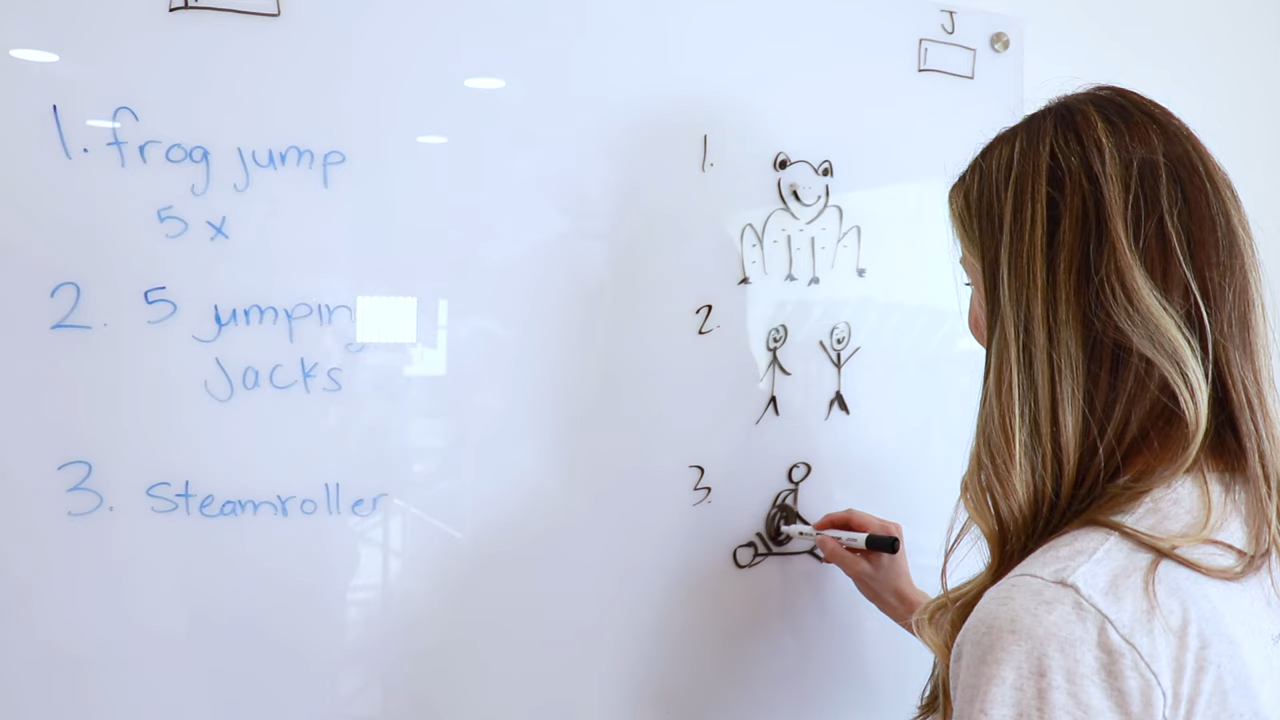 1. frog jump
5 x
2. 5 jumping
Jacks
3. Steamroller
J
1.
2.
3.